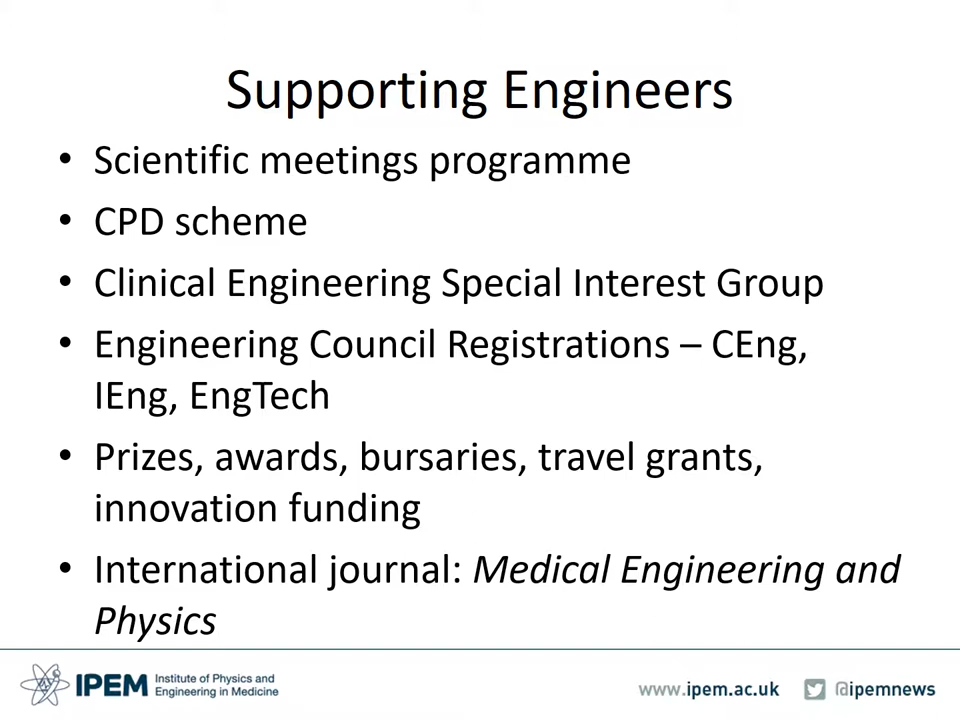 Supporting Engineers
• Scientific meetings programme
• CPD scheme
• Clinical Engineering Special Interest Group
• Engineering Council Registrations – CEng,
IEng, EngTech
• Prizes, awards, bursaries, travel grants,
innovation funding
• International journal: Medical Engineering and
Physics
IPEM Institute of Physics and
Engineering in Medicine
www.ipem.ac.uk @ipemnews